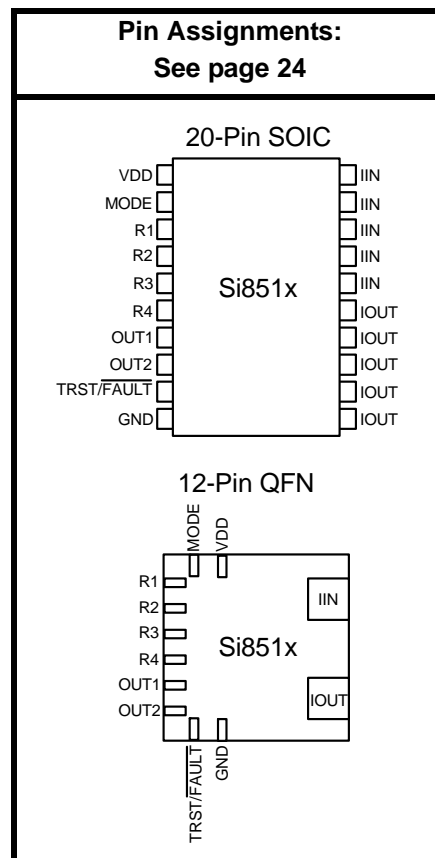 Pin Assignments:
See page 24
20-Pin SOIC
VDD
MODE
R1
R2
R3
R4
OUT1
OUT2
TRST/FAULT
GND
Si851x
IIN
IIN
IIN
IIN
IIN
IOUT
IOUT
IOUT
IOUT
IOUT
12-Pin QFN
MODE
VDD
R1
R2
R3
R4
OUT1
OUT2
Si851x
IIN
IOUT
TRST/FAULT
GND